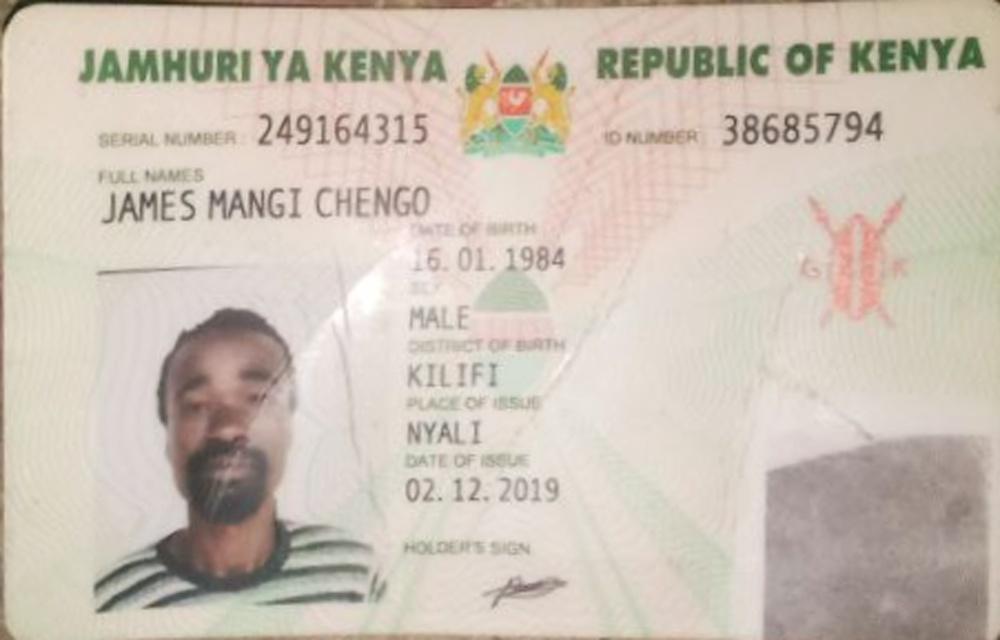 JAMHURI YA KENYA REPUBLIC OF KENYA
SERIAL NUMBER: 249164315 ID NUMBER: 38685794
FULL NAMES
JAMES MANGI CHENGO
DATE OF BIRTH
16. 01. 1984
SEX
MALE
DISTRICT OF BIRTH
KILIFI
PLACE OF ISSUE
NYALI
DATE OF ISSUE
02. 12. 2019
HOLDER'S SIGN
G K